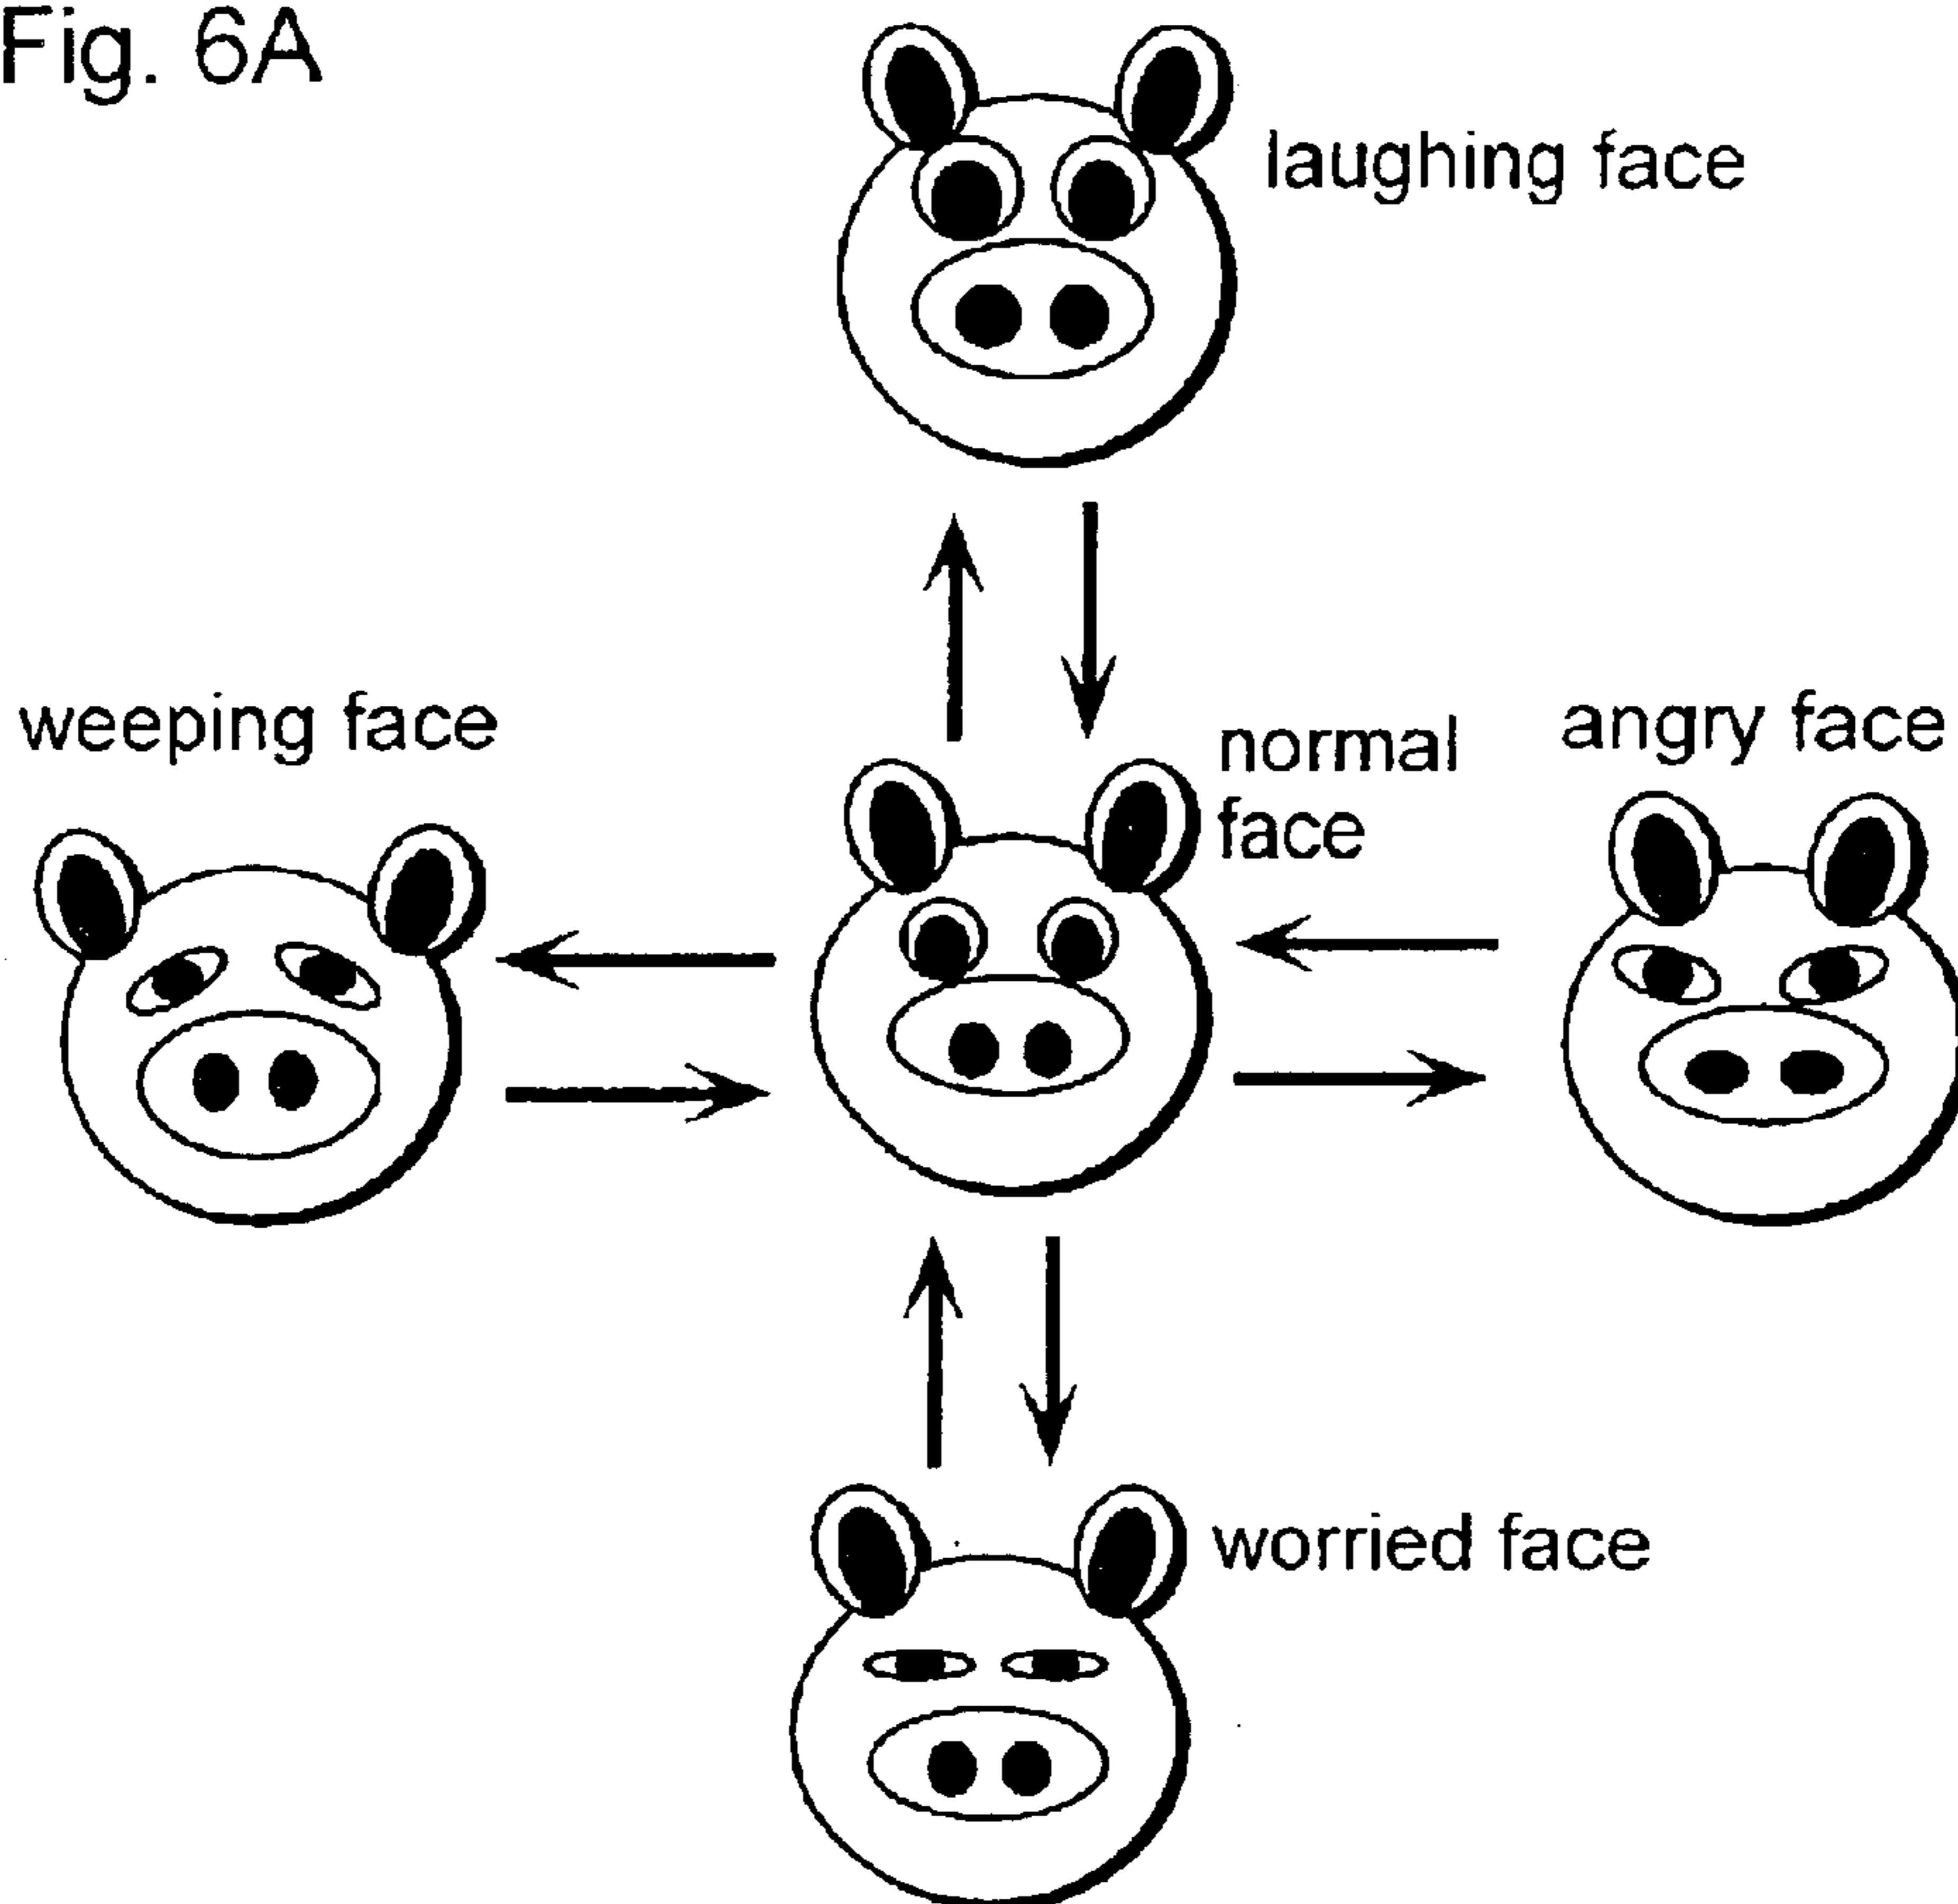 Fig. 6A
laughing face
weeping face
normal
face
angry face
worried face